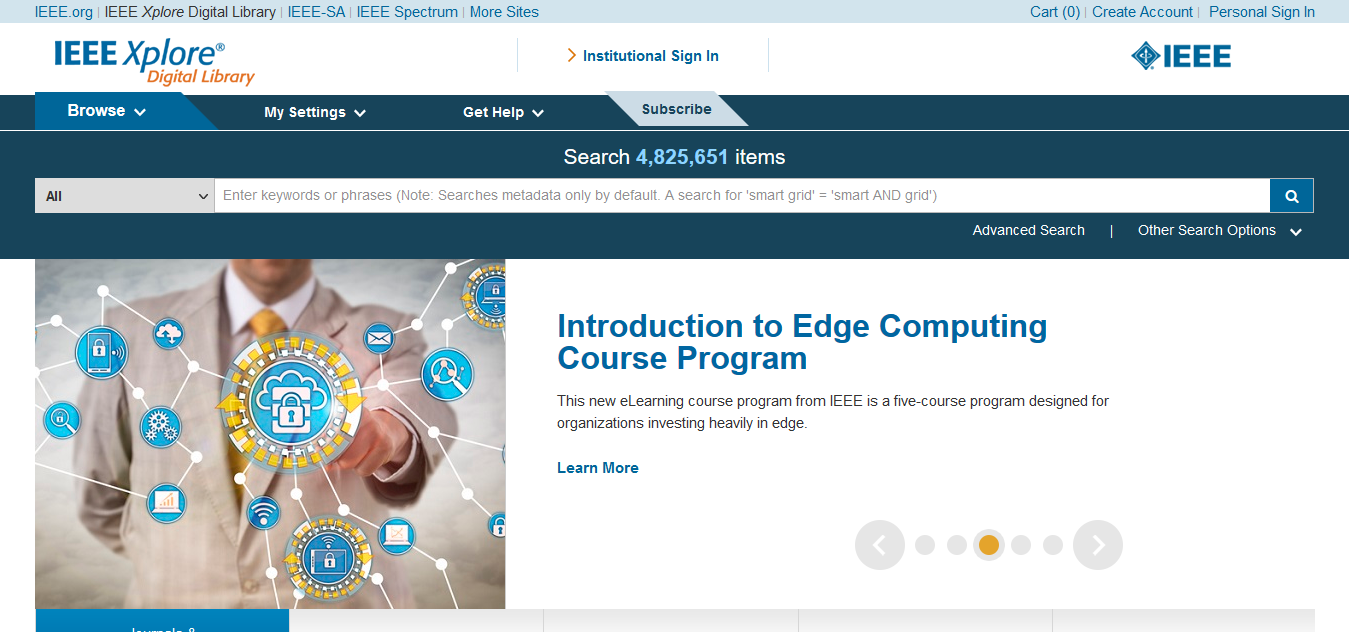 IEEE.org | IEEE Xplore Digital Library | IEEE-SA | IEEE Spectrum | More Sites
Cart (0) | Create Account | Personal Sign In
IEEE Xplore®
Digital Library
Institutional Sign In
IEEE
Browse
My Settings
Get Help
Subscribe
Search 4,825,651 items
All
Enter keywords or phrases (Note: Searches metadata only by default. A search for 'smart grid' = 'smart AND grid')
Advanced Search | Other Search Options
Introduction to Edge Computing
Course Program
This new eLearning course program from IEEE is a five-course program designed for
organizations investing heavily in edge.
Learn More
Journals &